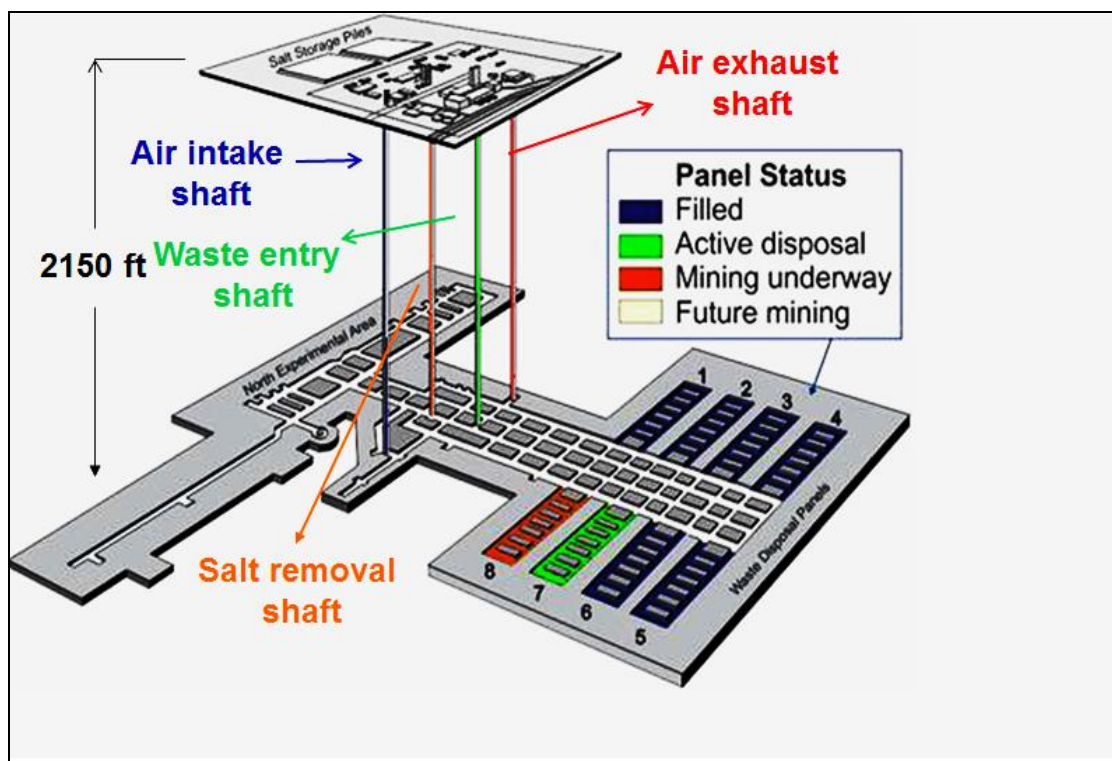 Salt Storage Piles
Air exhaust
shaft
Air intake
shaft
2150 ft
Waste entry
shaft
Panel Status
Filled
Active disposal
Mining underway
Future mining
North Experimental Area
1
2
3
4
Salt removal
shaft
8
7
6
5
Waste Disposal Panels